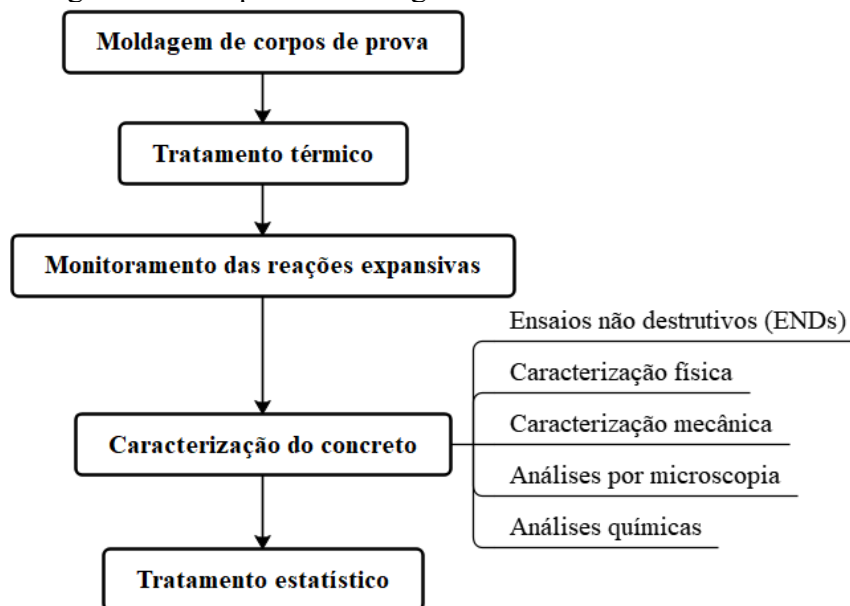 Moldagem de corpos de prova
Tratamento térmico
Monitoramento das reações expansivas
Caracterização do concreto
Ensaios não destrutivos (ENDs)
Caracterização física
Caracterização mecânica
Análises por microscopia
Análises químicas
Tratamento estatístico